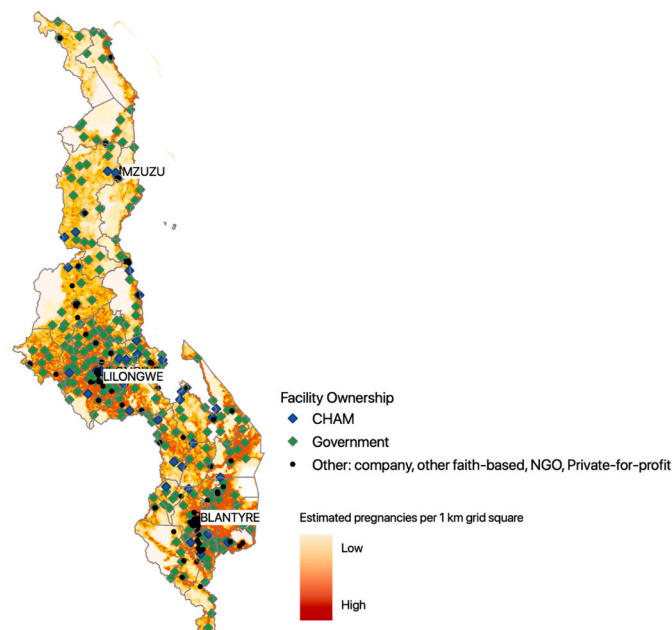 MZUZU
LILONGWE
Facility Ownership
CHAM
Government
Other: company, other faith-based, NGO, Private-for-profit
BLANTYRE
Estimated pregnancies per 1 km grid square
Low
High